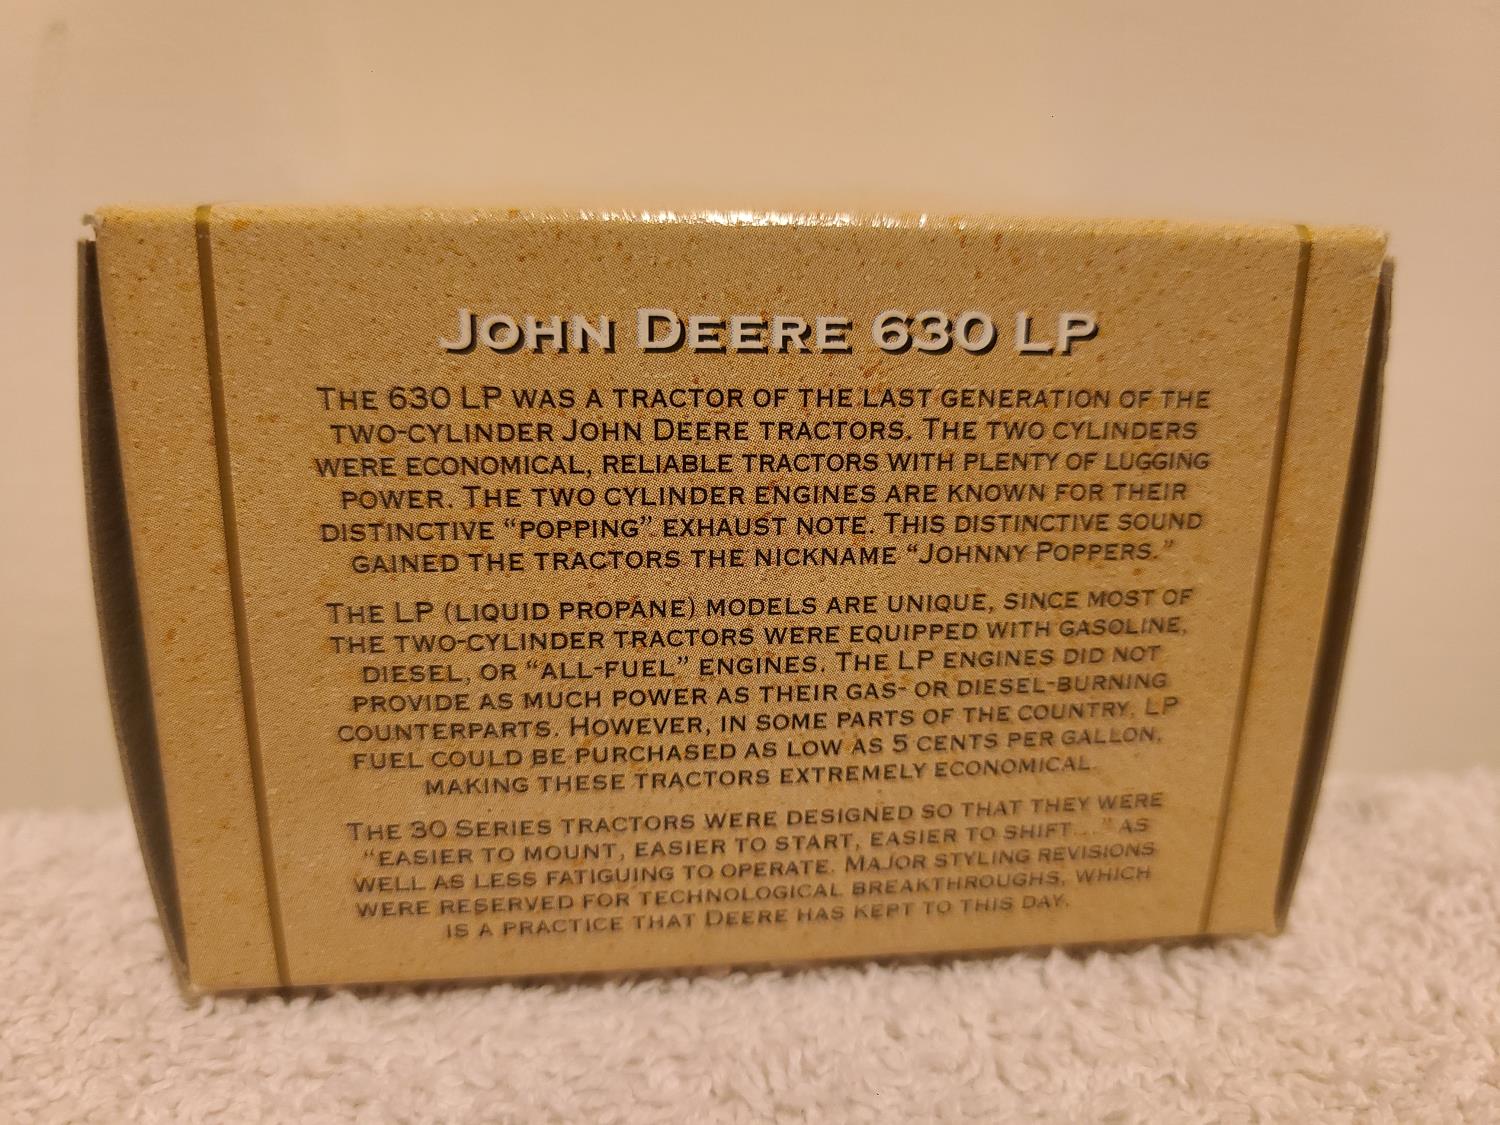 JOHN DEERE 630 LP
THE 630 LP WAS A TRACTOR OF THE LAST GENERATION OF THE
TWO-CYLINDER JOHN DEERE TRACTORS. THE TWO CYLINDERS
WERE ECONOMICAL, RELIABLE TRACTORS WITH PLENTY OF LUGGING
POWER. THE TWO CYLINDER ENGINES ARE KNOWN FOR THEIR
DISTINCTIVE “POPPING” EXHAUST NOTE. THIS DISTINCTIVE SOUND
GAINED THE TRACTORS THE NICKNAME “JOHNNY POPPERS.”
THE LP (LIQUID PROPANE) MODELS ARE UNIQUE, SINCE MOST OF
THE TWO-CYLINDER TRACTORS WERE EQUIPPED WITH GASOLINE,
DIESEL, OR “ALL-FUEL” ENGINES. THE LP ENGINES DID NOT
PROVIDE AS MUCH POWER AS THEIR GAS- OR DIESEL-BURNING
COUNTERPARTS. HOWEVER, IN SOME PARTS OF THE COUNTRY, LP
FUEL COULD BE PURCHASED AS LOW AS 5 CENTS PER GALLON,
MAKING THESE TRACTORS EXTREMELY ECONOMICAL.
THE 30 SERIES TRACTORS WERE DESIGNED SO THAT THEY WERE
“EASIER TO MOUNT, EASIER TO START, EASIER TO SHIFT...” AS
WELL AS LESS FATIGUING TO OPERATE. MAJOR STYLING REVISIONS
WERE RESERVED FOR TECHNOLOGICAL BREAKTHROUGHS, WHICH
IS A PRACTICE THAT DEERE HAS KEPT TO THIS DAY.